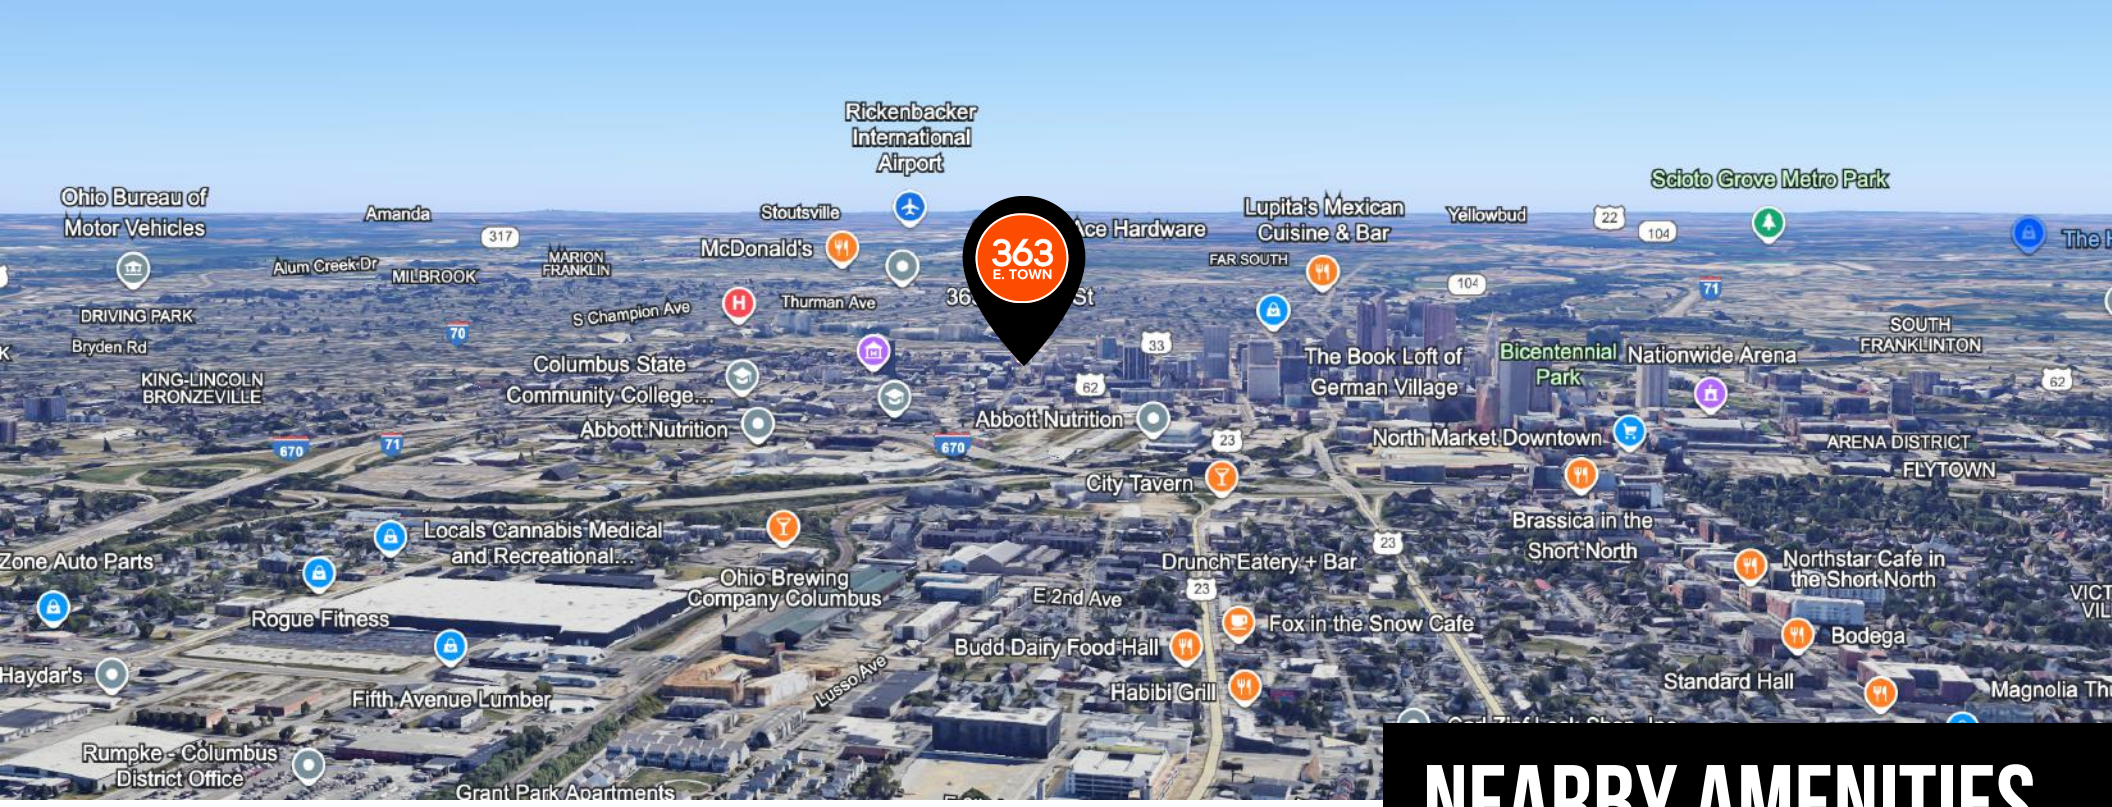 Rickenbacker
International
Airport
Scioto Grove Metro Park
Ohio Bureau of
Motor Vehicles
Amanda
317
Stoutsville
McDonald's
Ace Hardware
Lupita's Mexican
Cuisine & Bar
Yellowbud
22
104
The
363
E. TOWN
Alum Creek Dr
MILBROOK
MARION
FRANKLIN
FAR SOUTH
104
71
H
DRIVING PARK
Bryden Rd
70
S Champion Ave
Thurman Ave
St
33
SOUTH
FRANKLINTON
KING-LINCOLN
BRONZEVILLE
Columbus State
Community College...
62
The Book Loft of
German Village
Bicentennial
Park
Nationwide Arena
62
Abbott Nutrition
Abbott Nutrition
670
71
670
23
North Market Downtown
ARENA DISTRICT
FLYTOWN
City Tavern
Locals Cannabis Medical
and Recreational...
Zone Auto Parts
Rogue Fitness
Ohio Brewing
Company Columbus
E 2nd Ave
Drunch Eatery + Bar
23
23
Brassica in the
Short North
Northstar Cafe in
the Short North
Fox in the Snow Cafe
Budd Dairy Food Hall
Bodega
Haydar's
Fifth Avenue Lumber
Lusso Ave
Habibi Grill
Standard Hall
Magnolia
Rumpke - Columbus
District Office
Grant Park Apartments
NEARBY AMENITIES